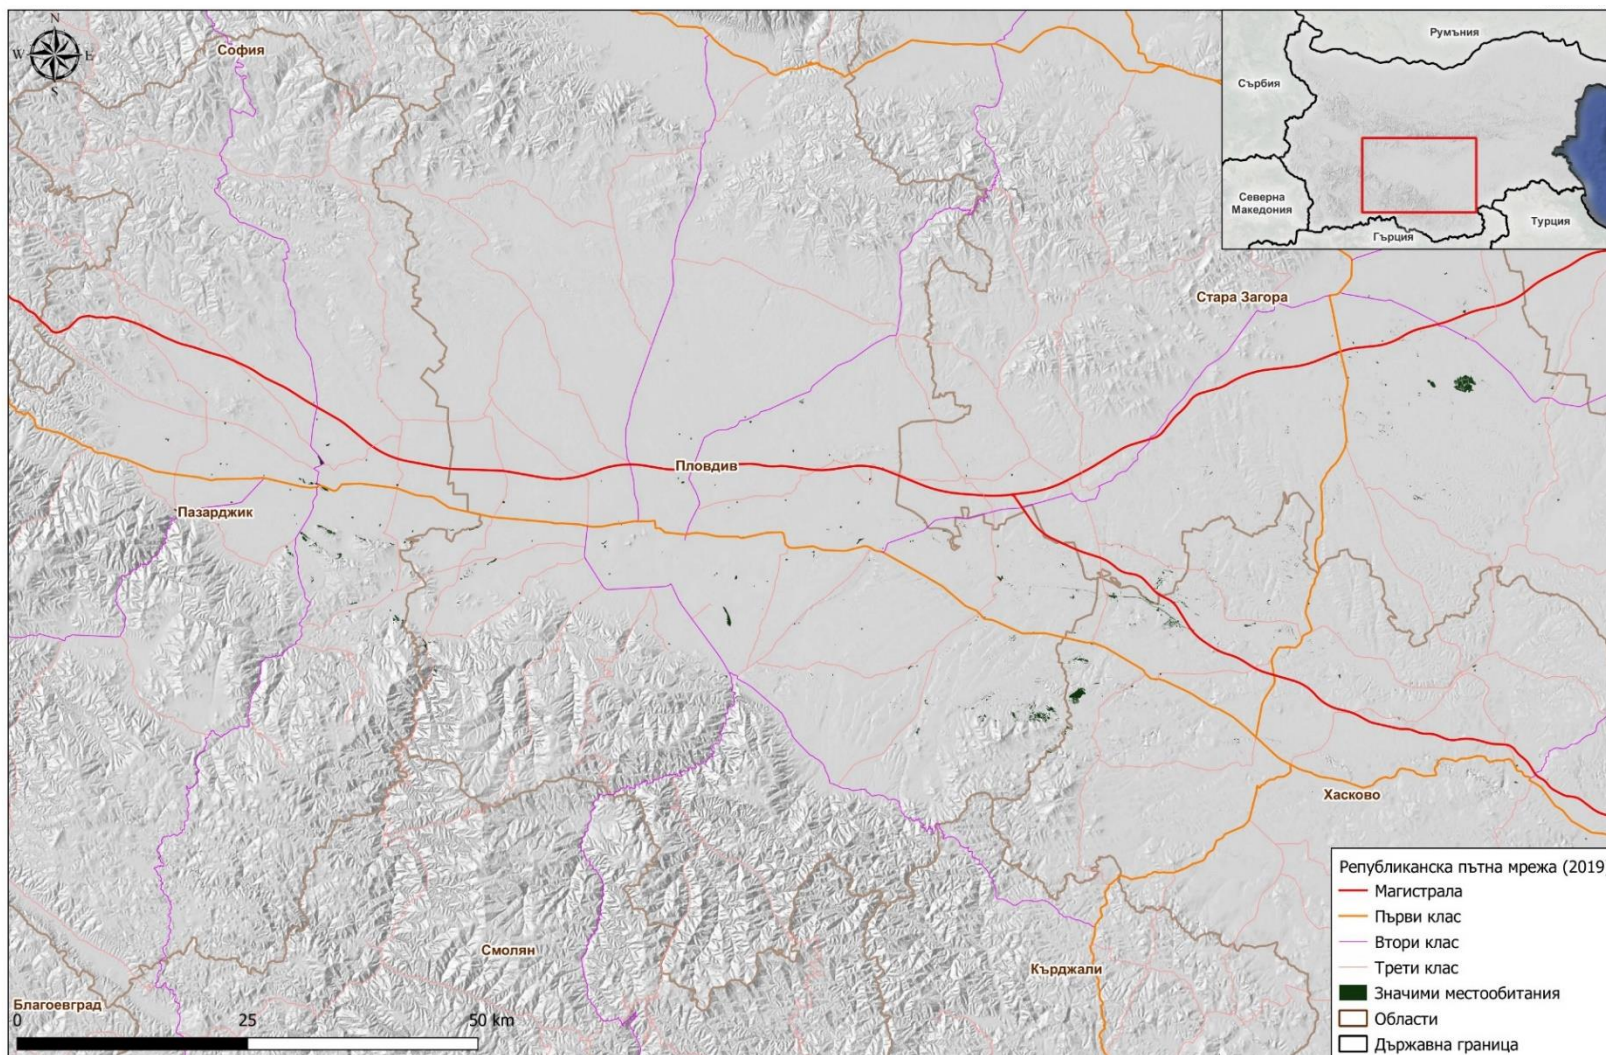 N
W
E
S
София
Румъния
Сърбия
Северна
Македония
Гърция
Турция
Стара Загора
Пловдив
Пазарджик
Хасково
Смолян
Кърджали
Благоевград
0
25
50 km
Републиканска пътна мрежа (2019
Магистрала
Първи клас
Втори клас
Трети клас
Значими местообитания
Области
Държавна граница